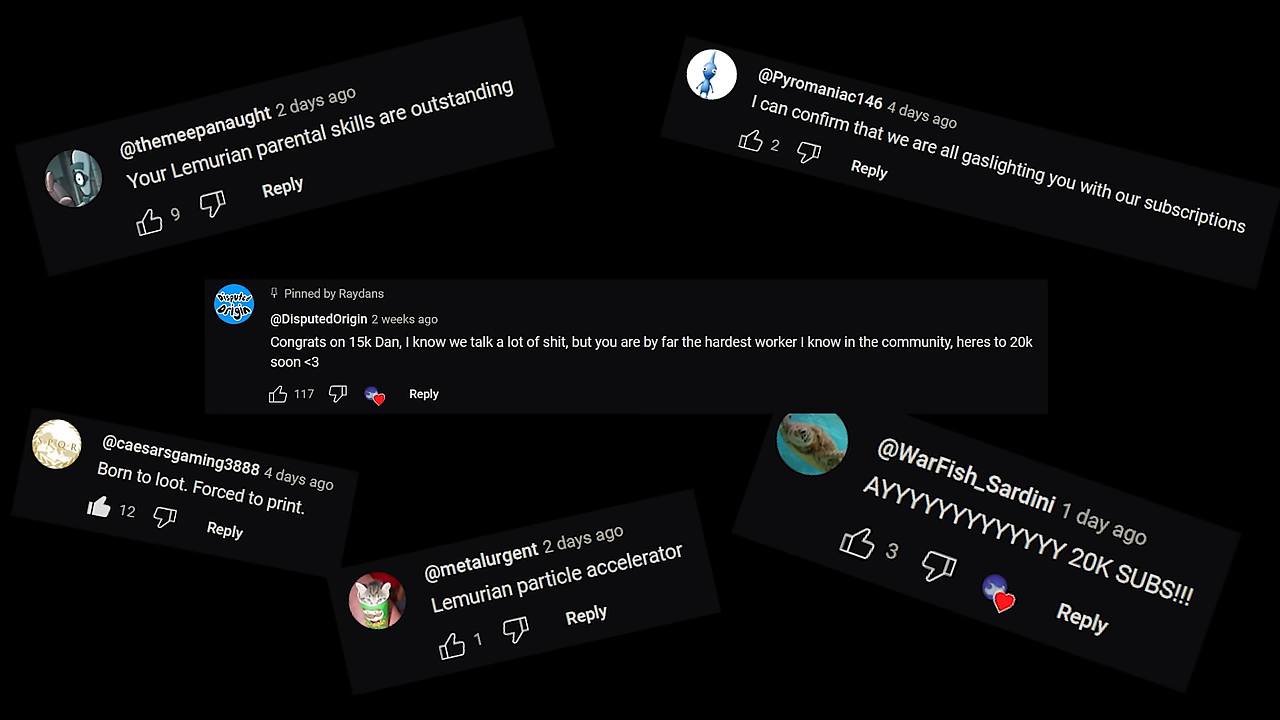 @themeepanaught 2 days ago
Your Lemurian parental skills are outstanding
9 Reply
@Pyromaniac146 4 days ago
I can confirm that we are all gaslighting you with our subscriptions
2 Reply
Disputed Origin
Pinned by Raydans
@DisputedOrigin 2 weeks ago
Congrats on 15k Dan, I know we talk a lot of shit, but you are by far the hardest worker I know in the community, heres to 20k
soon <3
117 Reply
SPQR
@caesarsgaming3888 4 days ago
Born to loot. Forced to print.
12 Reply
@metalurgent 2 days ago
Lemurian particle accelerator
1 Reply
@WarFish_Sardini 1 day ago
AYYYYYYYYYYYYY 20K SUBS!!!
3 Reply